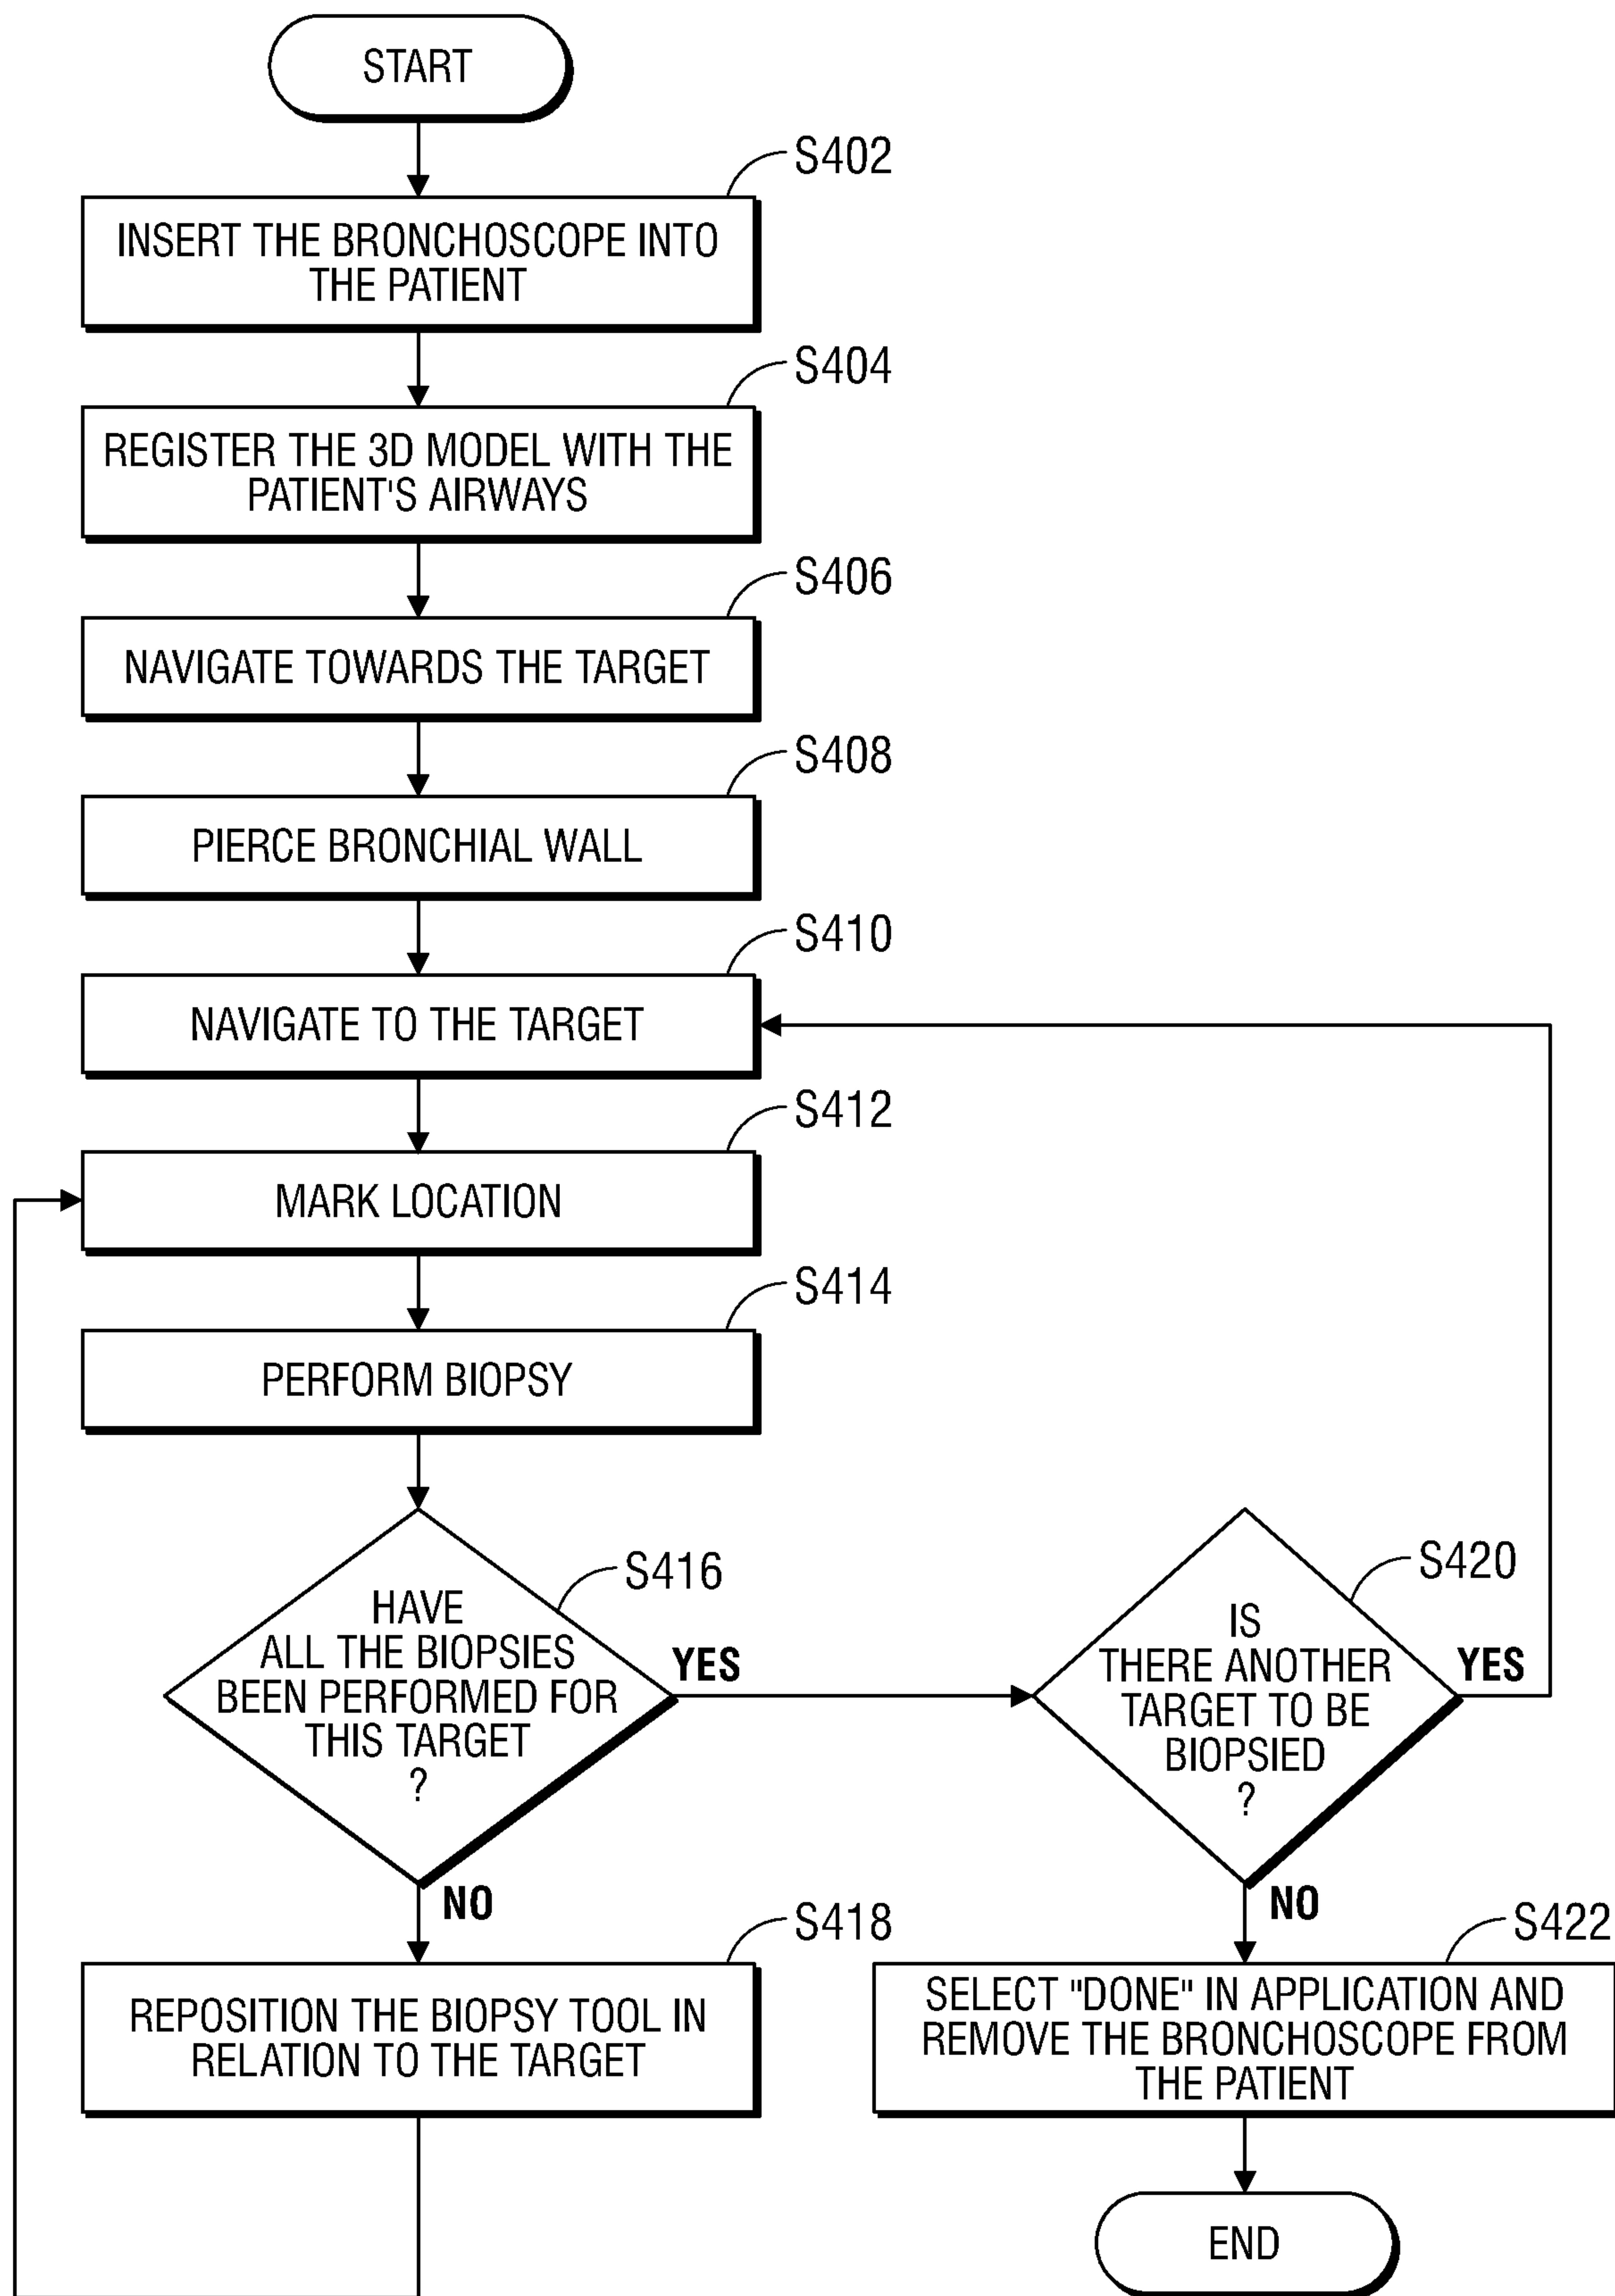 START
S402
INSERT THE BRONCHOSCOPE INTO
THE PATIENT
S404
REGISTER THE 3D MODEL WITH THE
PATIENT'S AIRWAYS
S406
NAVIGATE TOWARDS THE TARGET
S408
PIERCE BRONCHIAL WALL
S410
NAVIGATE TO THE TARGET
S412
MARK LOCATION
S414
PERFORM BIOPSY
S416
HAVE
ALL THE BIOPSIES
BEEN PERFORMED FOR
THIS TARGET
?
YES
NO
S420
IS
THERE ANOTHER
TARGET TO BE
BIOPSIED
?
YES
NO
S418
REPOSITION THE BIOPSY TOOL IN
RELATION TO THE TARGET
S422
SELECT "DONE" IN APPLICATION AND
REMOVE THE BRONCHOSCOPE FROM
THE PATIENT
END